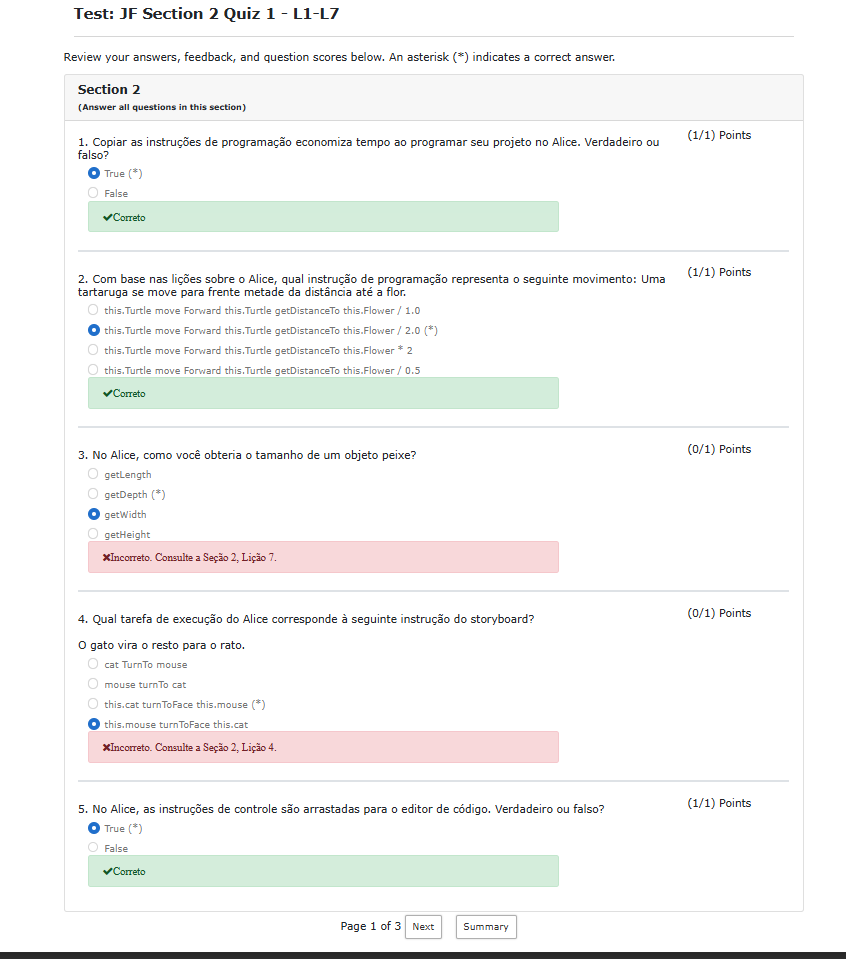 Test: JF Section 2 Quiz 1 - L1-L7
Review your answers, feedback, and question scores below. An asterisk (*) indicates a correct answer.
Section 2
(Answer all questions in this section)
1. Copiar as instruções de programação economiza tempo ao programar seu projeto no Alice. Verdadeiro ou
falso?
(1/1) Points
True (*)
False
✔Correto
2. Com base nas lições sobre o Alice, qual instrução de programação representa o seguinte movimento: Uma
tartaruga se move para frente metade da distância até a flor.
(1/1) Points
this.Turtle move Forward this.Turtle getDistanceTo this.Flower / 1.0
this.Turtle move Forward this.Turtle getDistanceTo this.Flower / 2.0 (*)
this.Turtle move Forward this.Turtle getDistanceTo this.Flower * 2
this.Turtle move Forward this.Turtle getDistanceTo this.Flower / 0.5
✔Correto
3. No Alice, como você obteria o tamanho de um objeto peixe?
(0/1) Points
getLength
getDepth (*)
getWidth
getHeight
✖Incorreto. Consulte a Seção 2, Lição 7.
4. Qual tarefa de execução do Alice corresponde à seguinte instrução do storyboard?
(0/1) Points
O gato vira o resto para o rato.
cat TurnTo mouse
mouse turnTo cat
this.cat turnToFace this.mouse (*)
this.mouse turnToFace this.cat
✖Incorreto. Consulte a Seção 2, Lição 4.
5. No Alice, as instruções de controle são arrastadas para o editor de código. Verdadeiro ou falso?
(1/1) Points
True (*)
False
✔Correto
Page 1 of 3 Next Summary